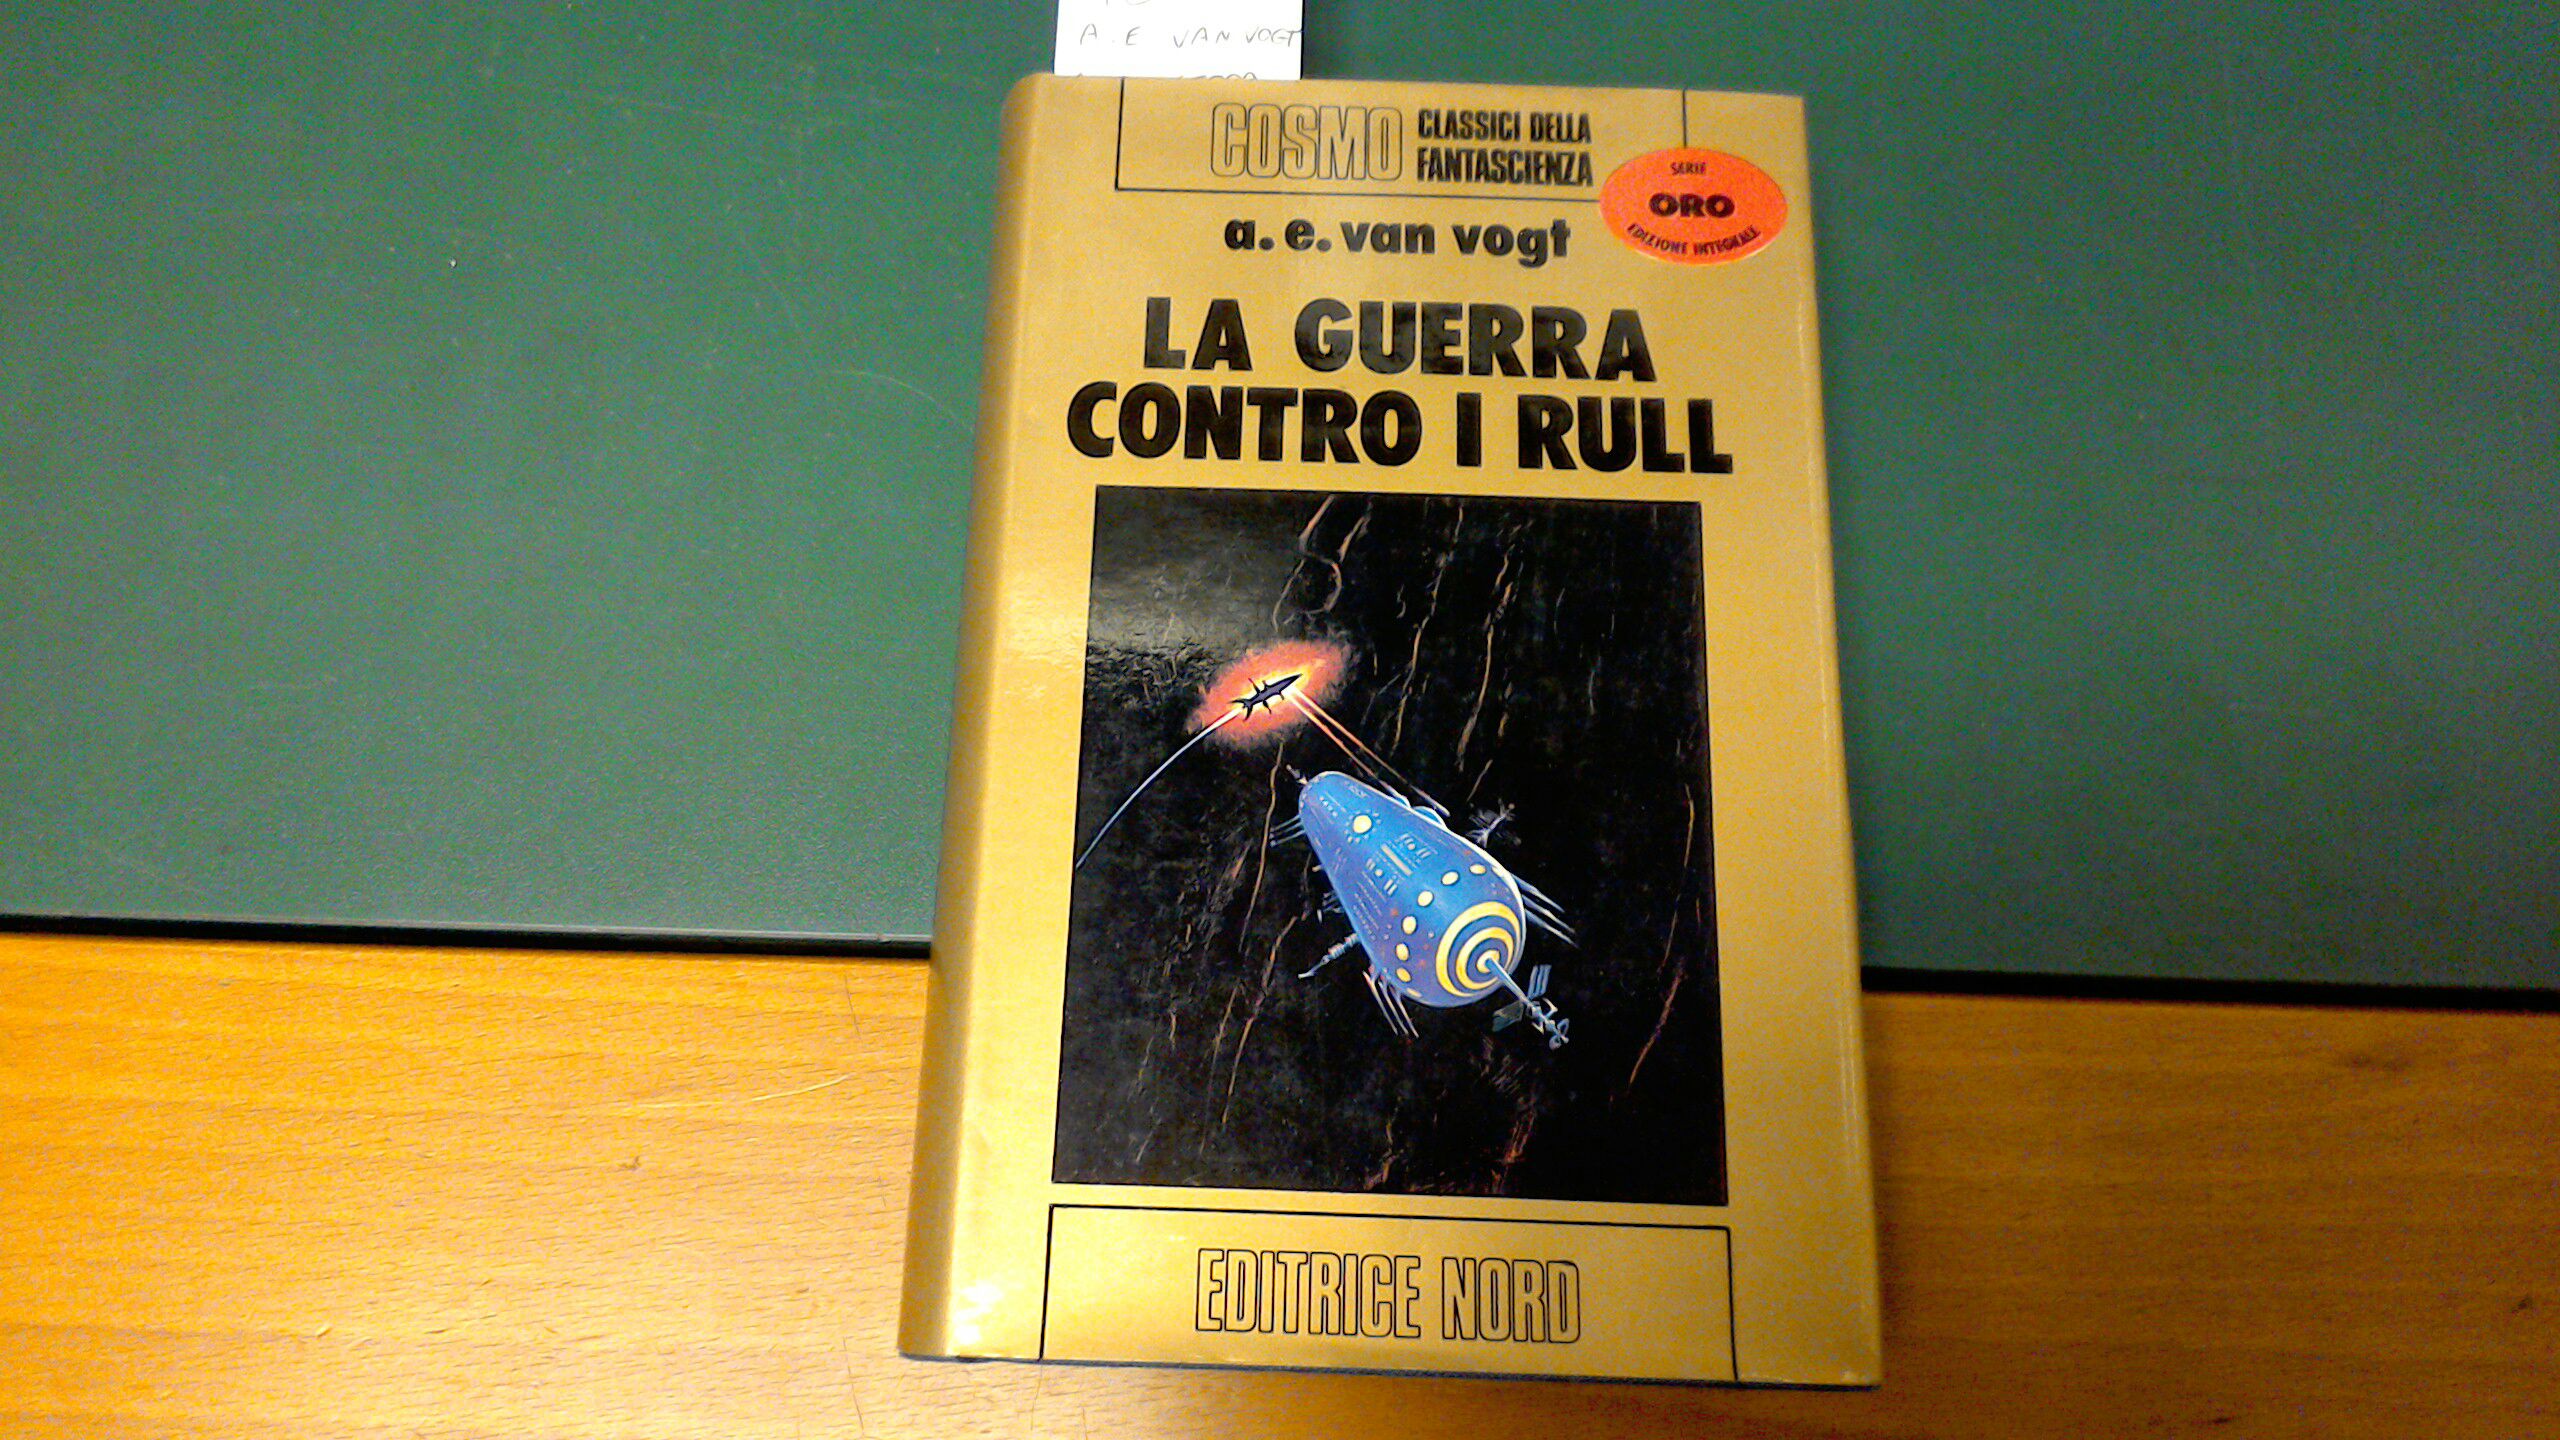 A.E VAN VOGT
COSMO CLASSICI DELLA
FANTASCIENZA
SERIE
ORO
EDIZIONE INTEGRALE
a. e. van vogt
LA GUERRA
CONTRO I RULL
EDITRICE NORD